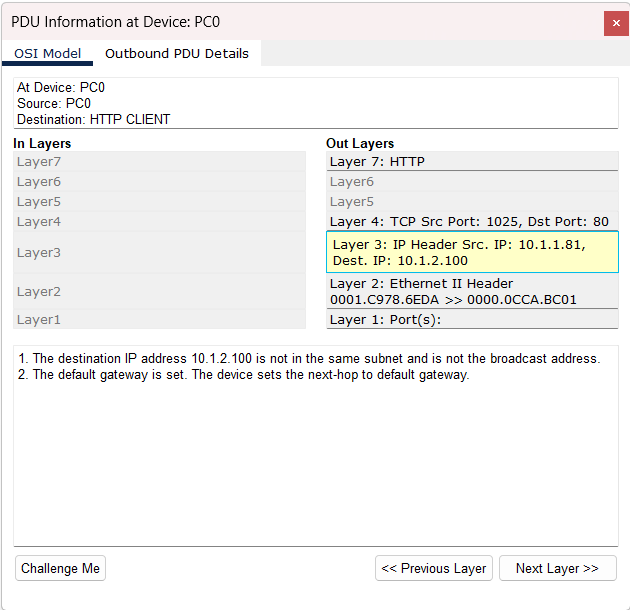 PDU Information at Device: PC0
OSI Model
Outbound PDU Details
At Device: PC0
Source: PC0
Destination: HTTP CLIENT
In Layers
Layer7
Layer6
Layer5
Layer4
Layer3
Layer2
Layer1
Out Layers
Layer 7: HTTP
Layer6
Layer5
Layer 4: TCP Src Port: 1025, Dst Port: 80
Layer 3: IP Header Src. IP: 10.1.1.81,
Dest. IP: 10.1.2.100
Layer 2: Ethernet II Header
0001.C978.6EDA >> 0000.0CCA.BC01
Layer 1: Port(s):
1. The destination IP address 10.1.2.100 is not in the same subnet and is not the broadcast address.
2. The default gateway is set. The device sets the next-hop to default gateway.
Challenge Me
<< Previous Layer
Next Layer >>